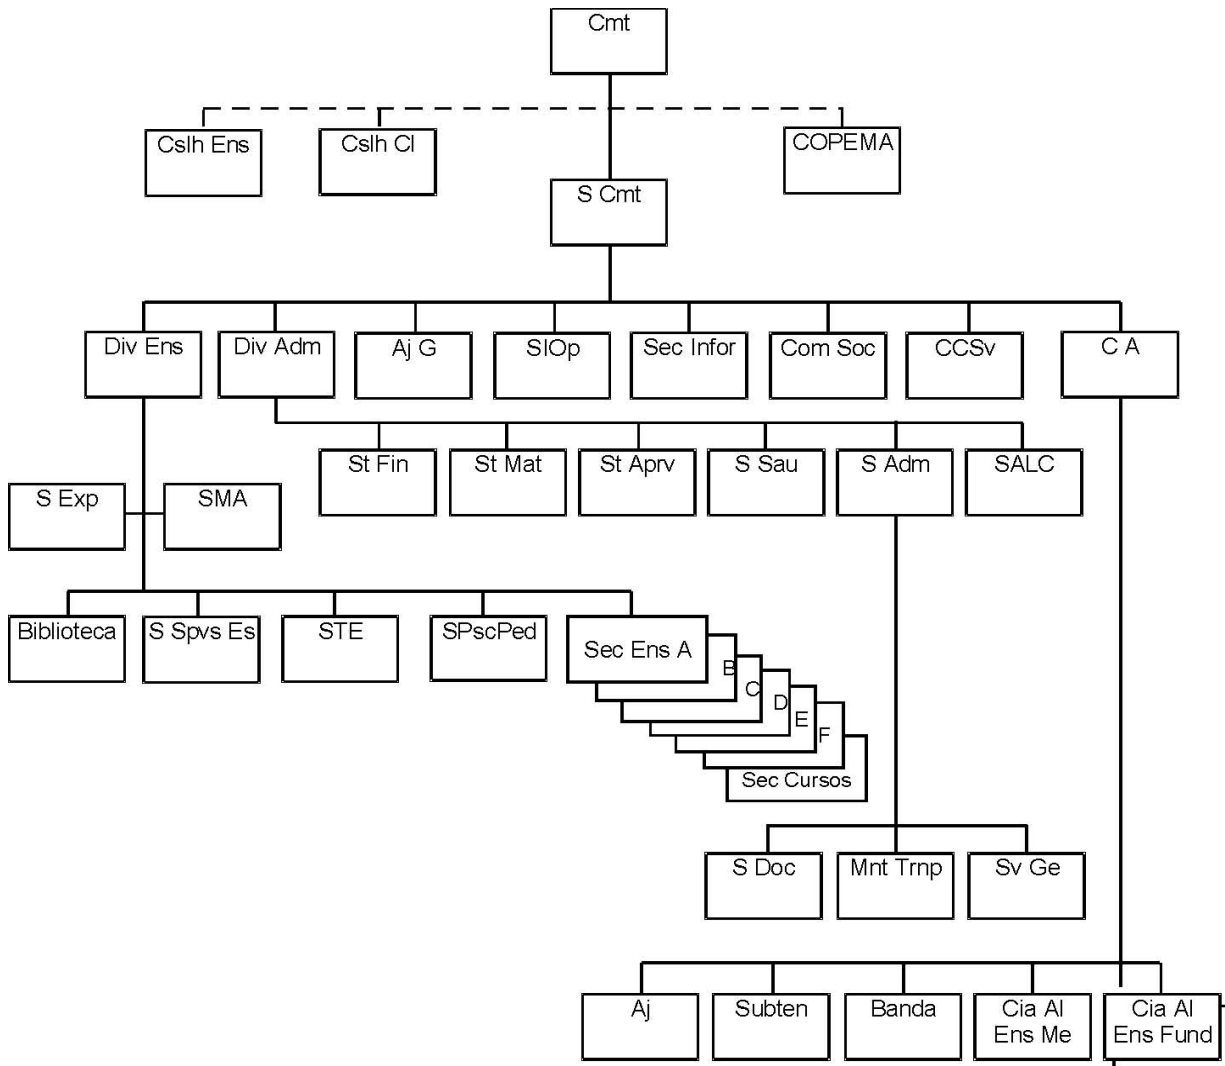 Cmt
Cslh Ens
Cslh Cl
COPEMA
S Cmt
Div Ens
Div Adm
Aj G
SIOp
Sec Infor
Com Soc
CCSv
C A
St Fin
St Mat
St Aprv
S Sau
S Adm
SALC
S Exp
SMA
Biblioteca
S Spvs Es
STE
SPscPed
Sec Ens A
B
C
D
E
F
Sec Cursos
S Doc
Mnt Trnp
Sv Ge
Aj
Subten
Banda
Cia Al
Ens Me
Cia Al
Ens Fund